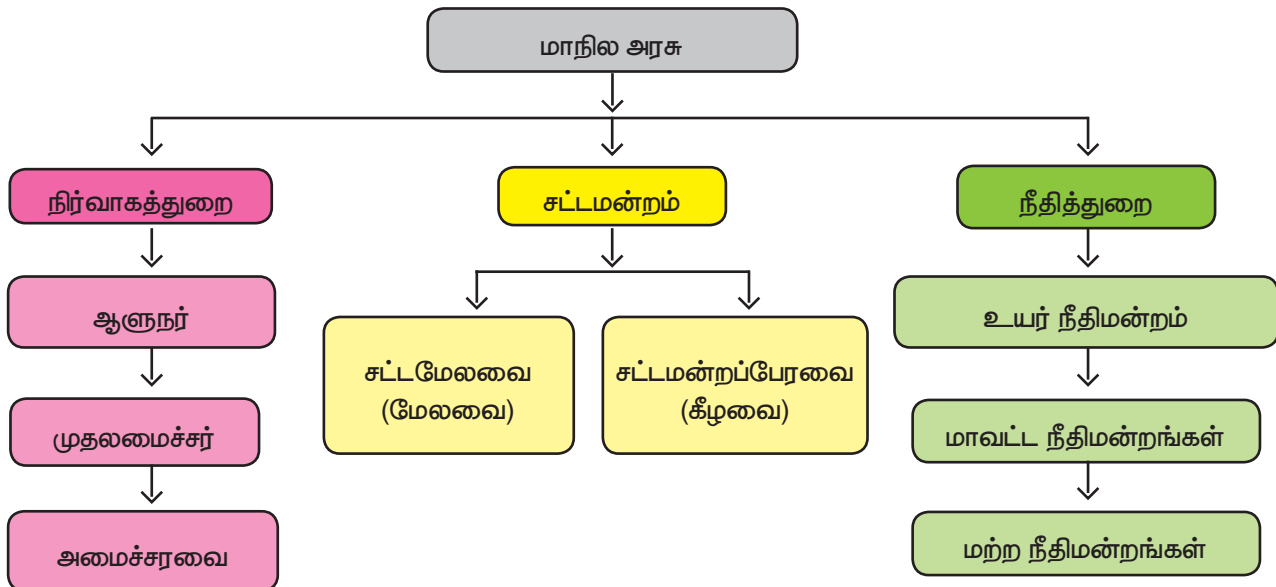 மாநில அரசு
நிர்வாகத்துறை
சட்டமன்றம்
நீதித்துறை
ஆளுநர்
சட்டமேலவை
(மேலவை)
சட்டமன்றப்பேரவை
(கீழவை)
உயர் நீதிமன்றம்
முதலமைச்சர்
மாவட்ட நீதிமன்றங்கள்
அமைச்சரவை
மற்ற நீதிமன்றங்கள்